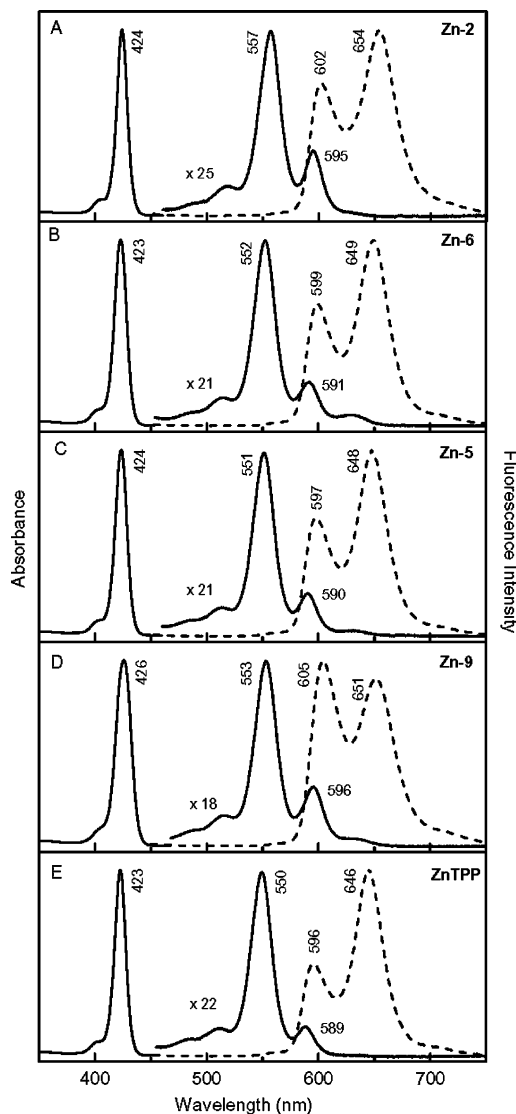 A
Zn-2
424
557
602
654
x 25
595
B
Zn-6
423
552
599
649
x 21
591
C
Zn-5
424
551
597
648
x 21
590
D
Zn-9
426
553
605
651
x 18
596
E
ZnTPP
423
550
596
646
x 22
589
Absorbance
Fluorescence Intensity
400 500 600 700
Wavelength (nm)